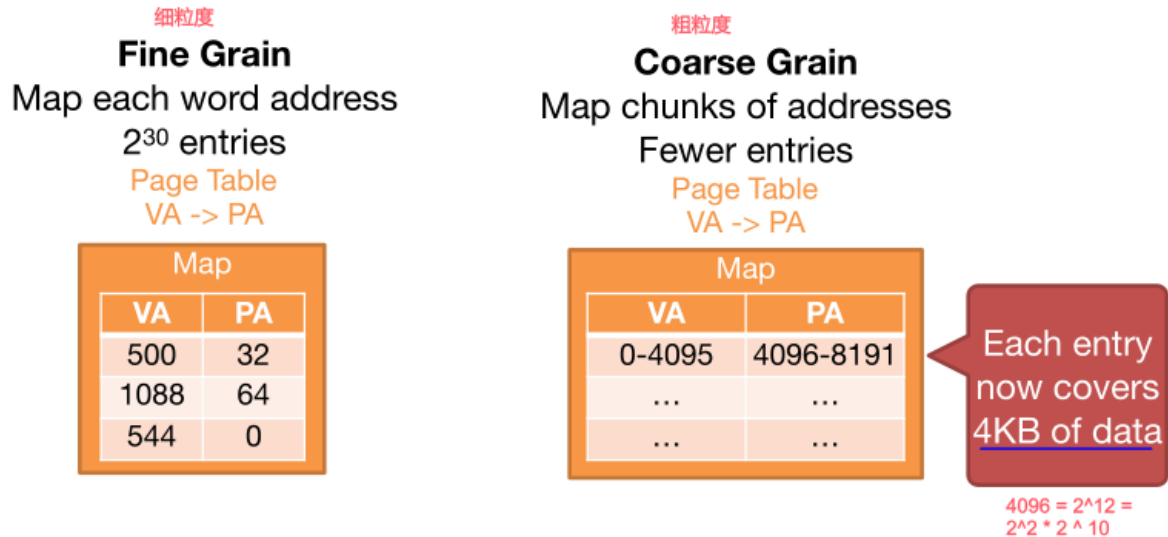 细粒度
Fine Grain
Map each word address
2³⁰ entries
Page Table
VA -> PA
Map
VA PA
500 32
1088 64
544 0
粗粒度
Coarse Grain
Map chunks of addresses
Fewer entries
Page Table
VA -> PA
Map
VA PA
0-4095 4096-8191
... ...
... ...
Each entry
now covers
4KB of data
4096 = 2^12 =
2^2 * 2 ^ 10